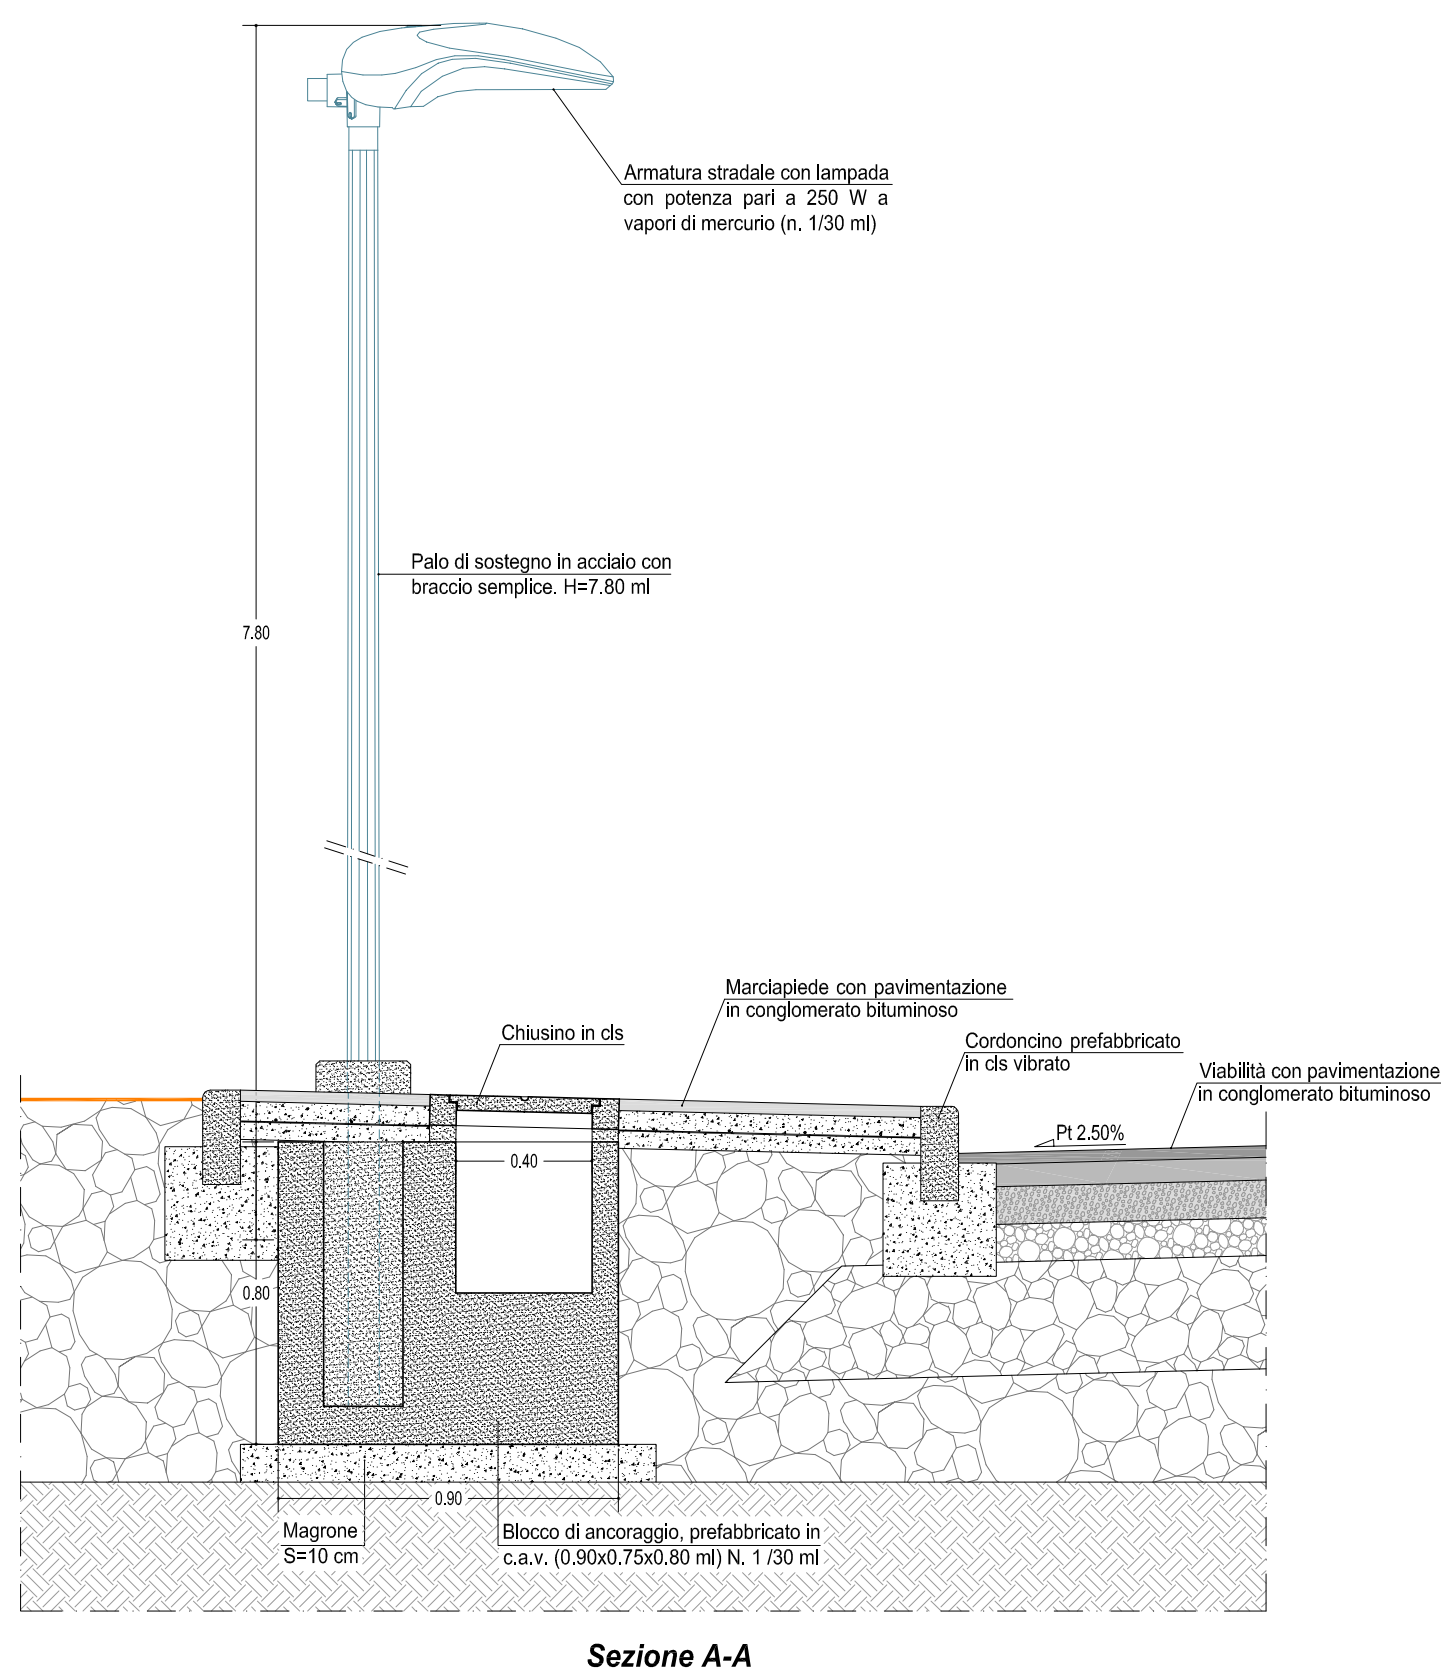 Armatura stradale con lampada
con potenza pari a 250 W a
vapori di mercurio (n. 1/30 ml)
Palo di sostegno in acciaio con
braccio semplice. H=7.80 ml
7.80
Marciapiede con pavimentazione
in conglomerato bituminoso
Chiusino in cls
Cordoncino prefabbricato
in cls vibrato
Viabilità con pavimentazione
in conglomerato bituminoso
Pt 2.50%
0.40
0.80
0.90
Magrone
S=10 cm
Blocco di ancoraggio, prefabbricato in
c.a.v. (0.90x0.75x0.80 ml) N. 1 /30 ml
Sezione A-A